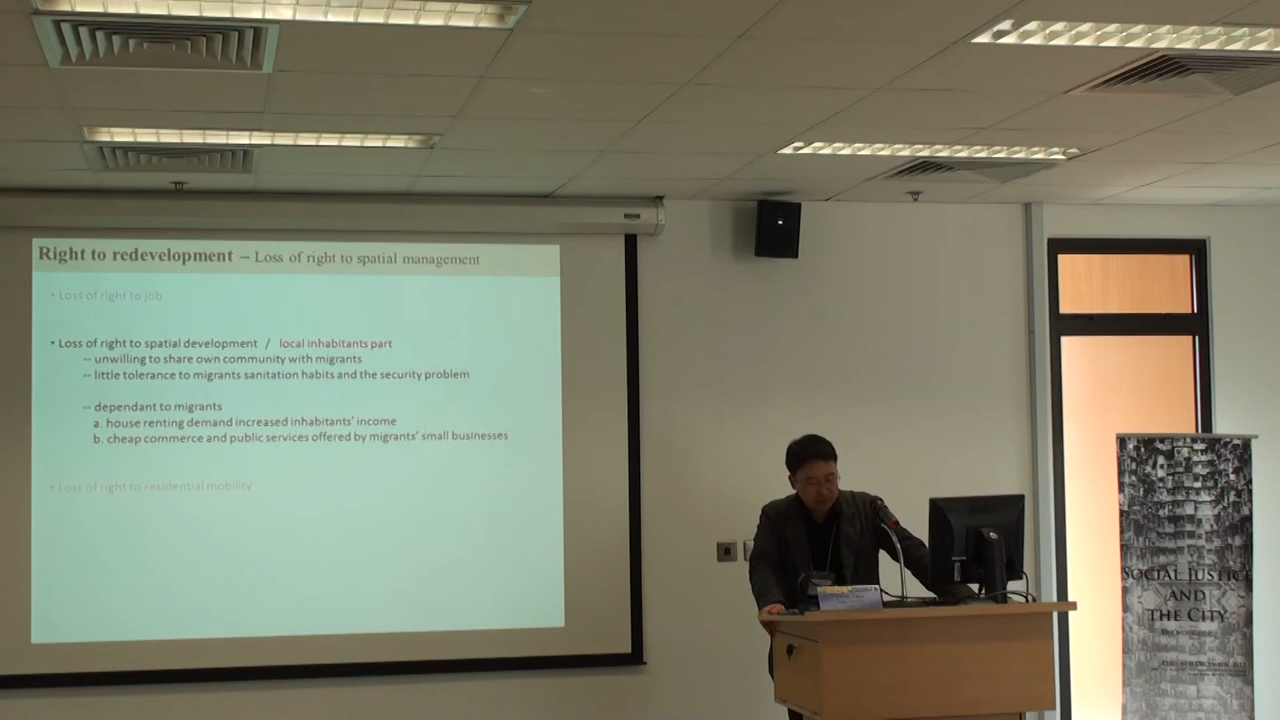 Right to redevelopment – Loss of right to spatial management
• Loss of right to job
• Loss of right to spatial development / local inhabitants part
-- unwilling to share own community with migrants
-- little tolerance to migrants sanitation habits and the security problem
-- dependant to migrants
a. house renting demand increased inhabitants' income
b. cheap commerce and public services offered by migrants' small businesses
• Loss of right to residential mobility
SOCIAL JUSTICE
AND
THE CITY